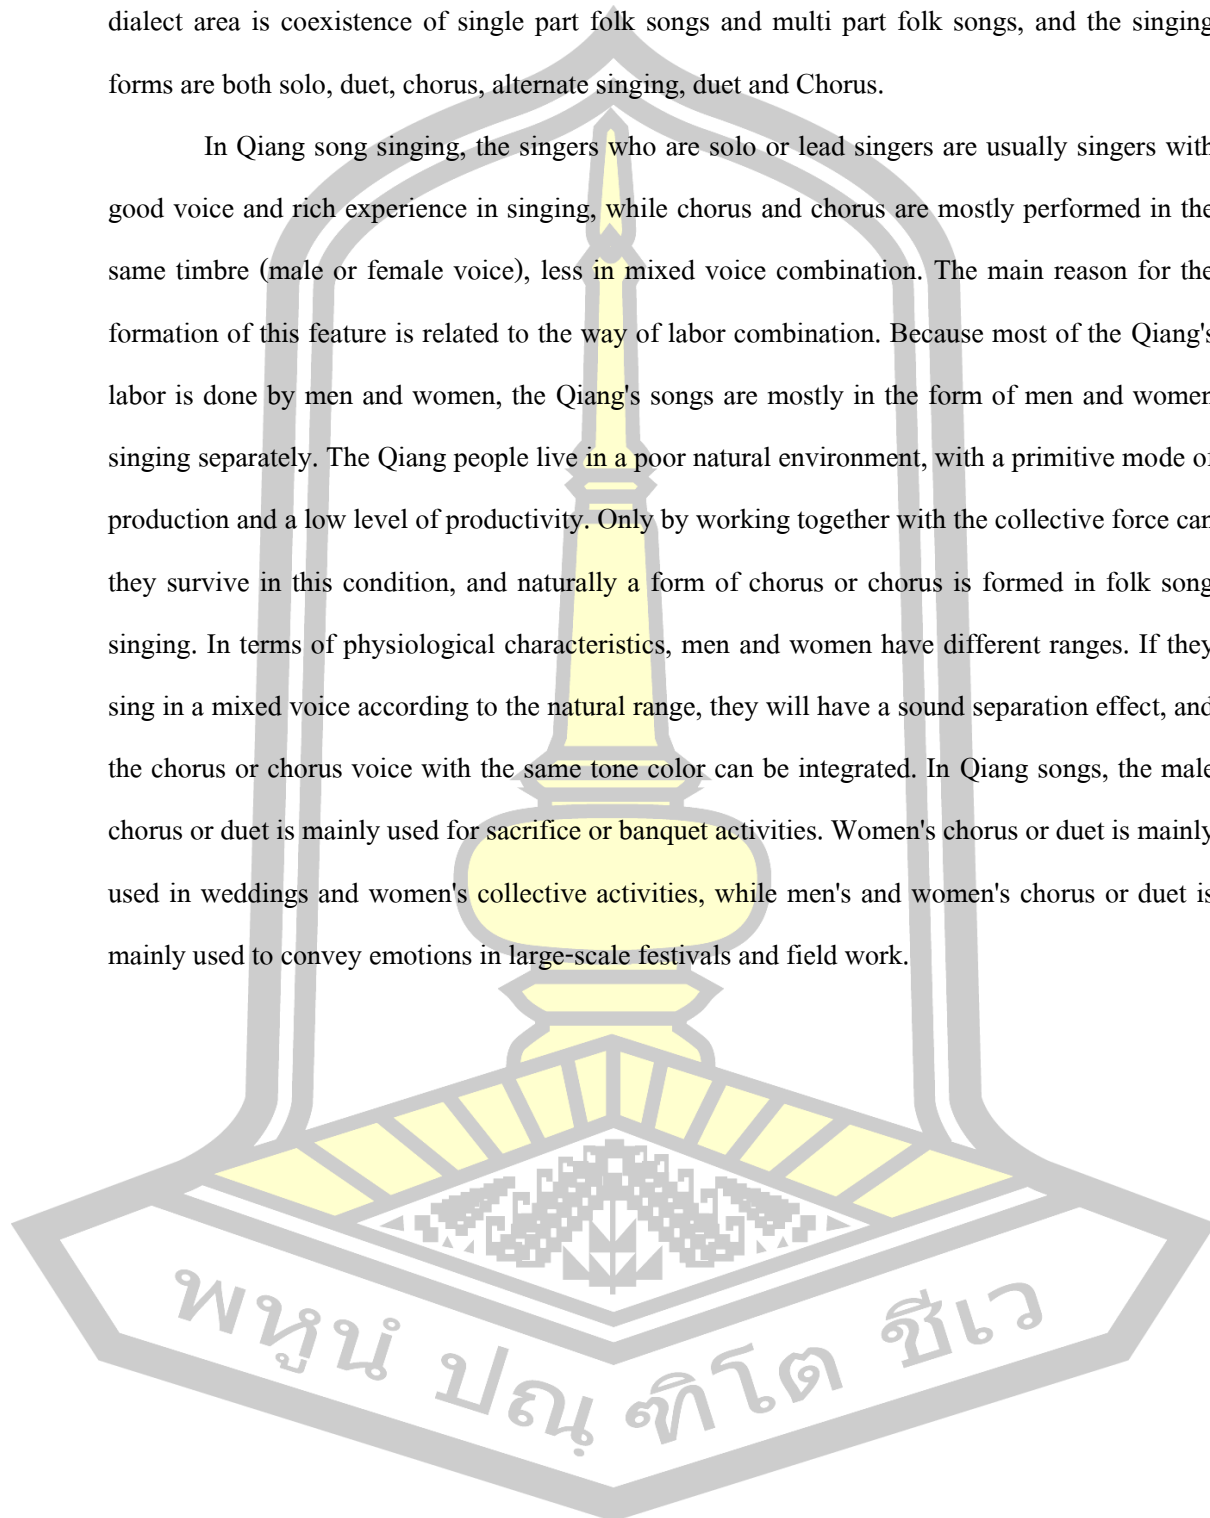 dialect area is coexistence of single part folk songs and multi part folk songs, and the singing
forms are both solo, duet, chorus, alternate singing, duet and Chorus.
In Qiang song singing, the singers who are solo or lead singers are usually singers with
good voice and rich experience in singing, while chorus and chorus are mostly performed in the
same timbre (male or female voice), less in mixed voice combination. The main reason for the
formation of this feature is related to the way of labor combination. Because most of the Qiang's
labor is done by men and women, the Qiang's songs are mostly in the form of men and women
singing separately. The Qiang people live in a poor natural environment, with a primitive mode of
production and a low level of productivity. Only by working together with the collective force can
they survive in this condition, and naturally a form of chorus or chorus is formed in folk song
singing. In terms of physiological characteristics, men and women have different ranges. If they
sing in a mixed voice according to the natural range, they will have a sound separation effect, and
the chorus or chorus voice with the same tone color can be integrated. In Qiang songs, the male
chorus or duet is mainly used for sacrifice or banquet activities. Women's chorus or duet is mainly
used in weddings and women's collective activities, while men's and women's chorus or duet is
mainly used to convey emotions in large-scale festivals and field work.
พหูนํ ปณฺฑิโต ชีเว